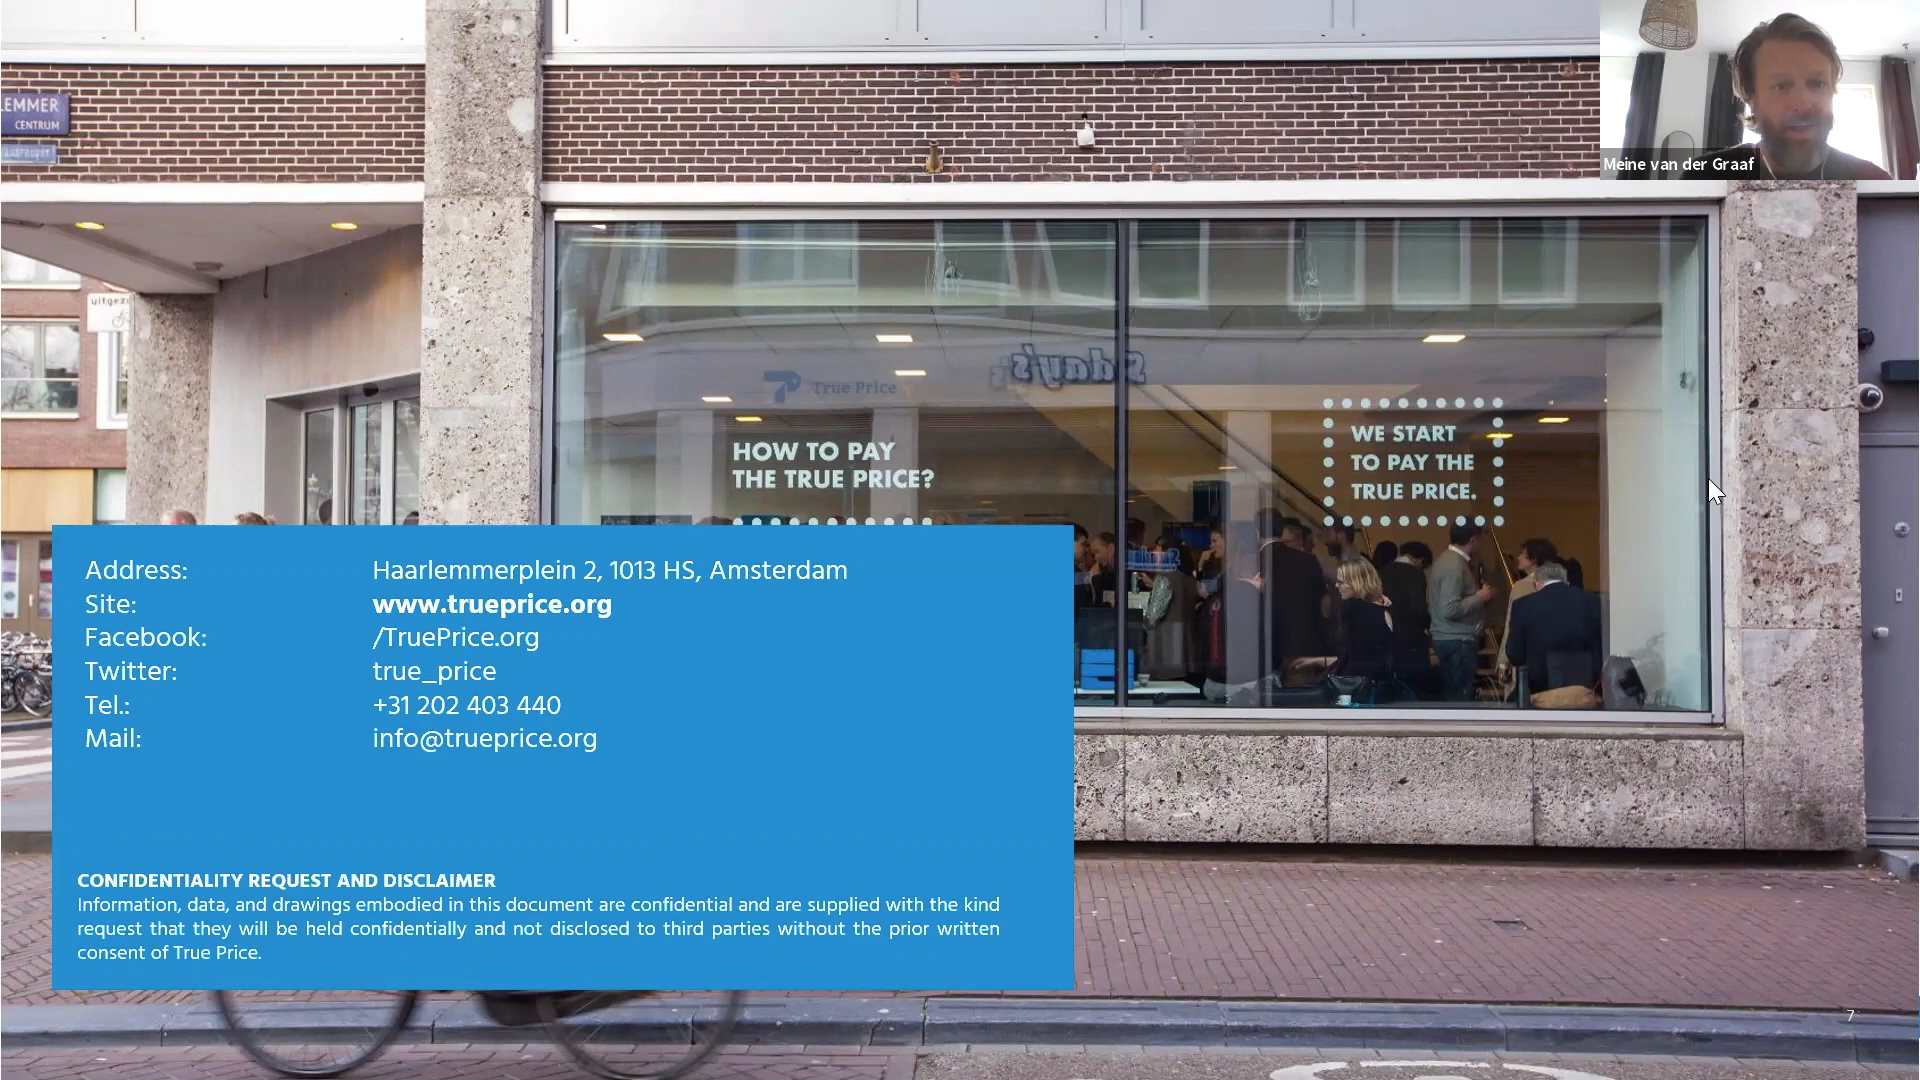 LEMMER
CENTRUM
Meine van der Graaf
True Price
HOW TO PAY
THE TRUE PRICE?
WE START
TO PAY THE
TRUE PRICE.
Address: Haarlemmerplein 2, 1013 HS, Amsterdam
Site: www.trueprice.org
Facebook: /TruePrice.org
Twitter: true_price
Tel.: +31 202 403 440
Mail: info@trueprice.org
CONFIDENTIALITY REQUEST AND DISCLAIMER
Information, data, and drawings embodied in this document are confidential and are supplied with the kind
request that they will be held confidentially and not disclosed to third parties without the prior written
consent of True Price.
7